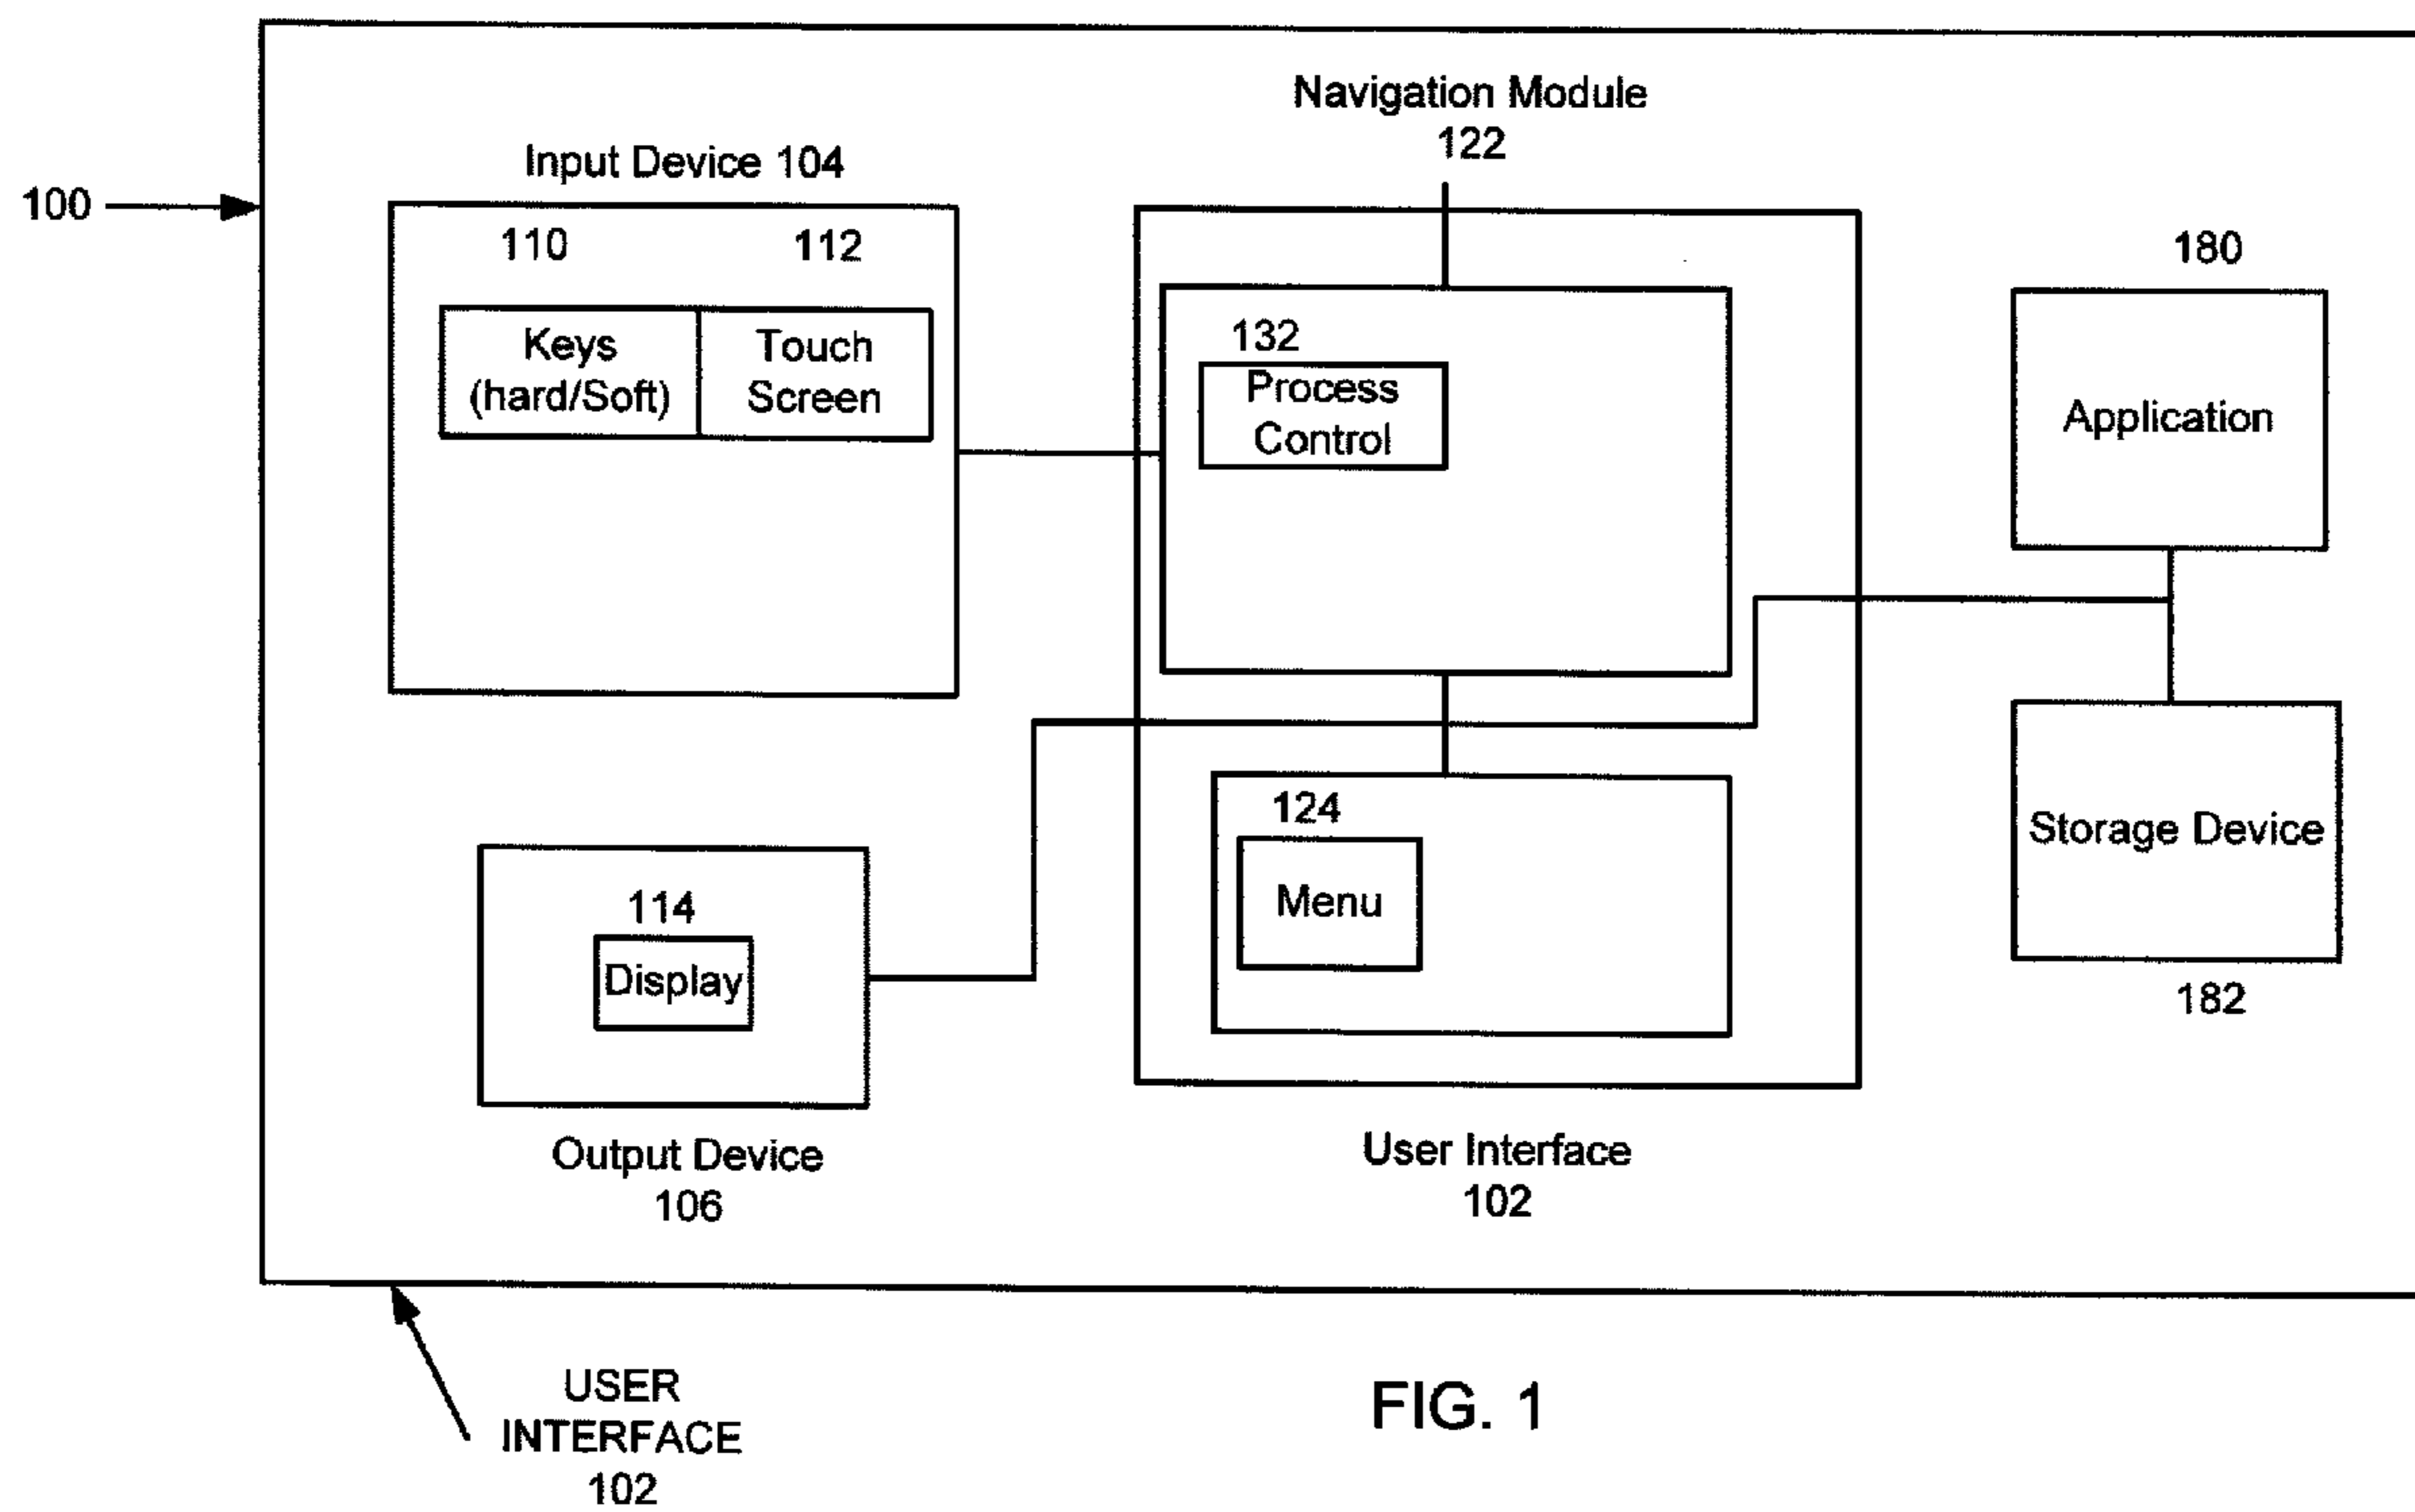 Navigation Module
122
Input Device 104
100
110 112
180
132
Keys
(hard/Soft)
Touch
Screen
Process
Control
Application
124
Menu
Storage Device
182
114
Display
Output Device
106
User Interface
102
USER
INTERFACE
102
FIG. 1